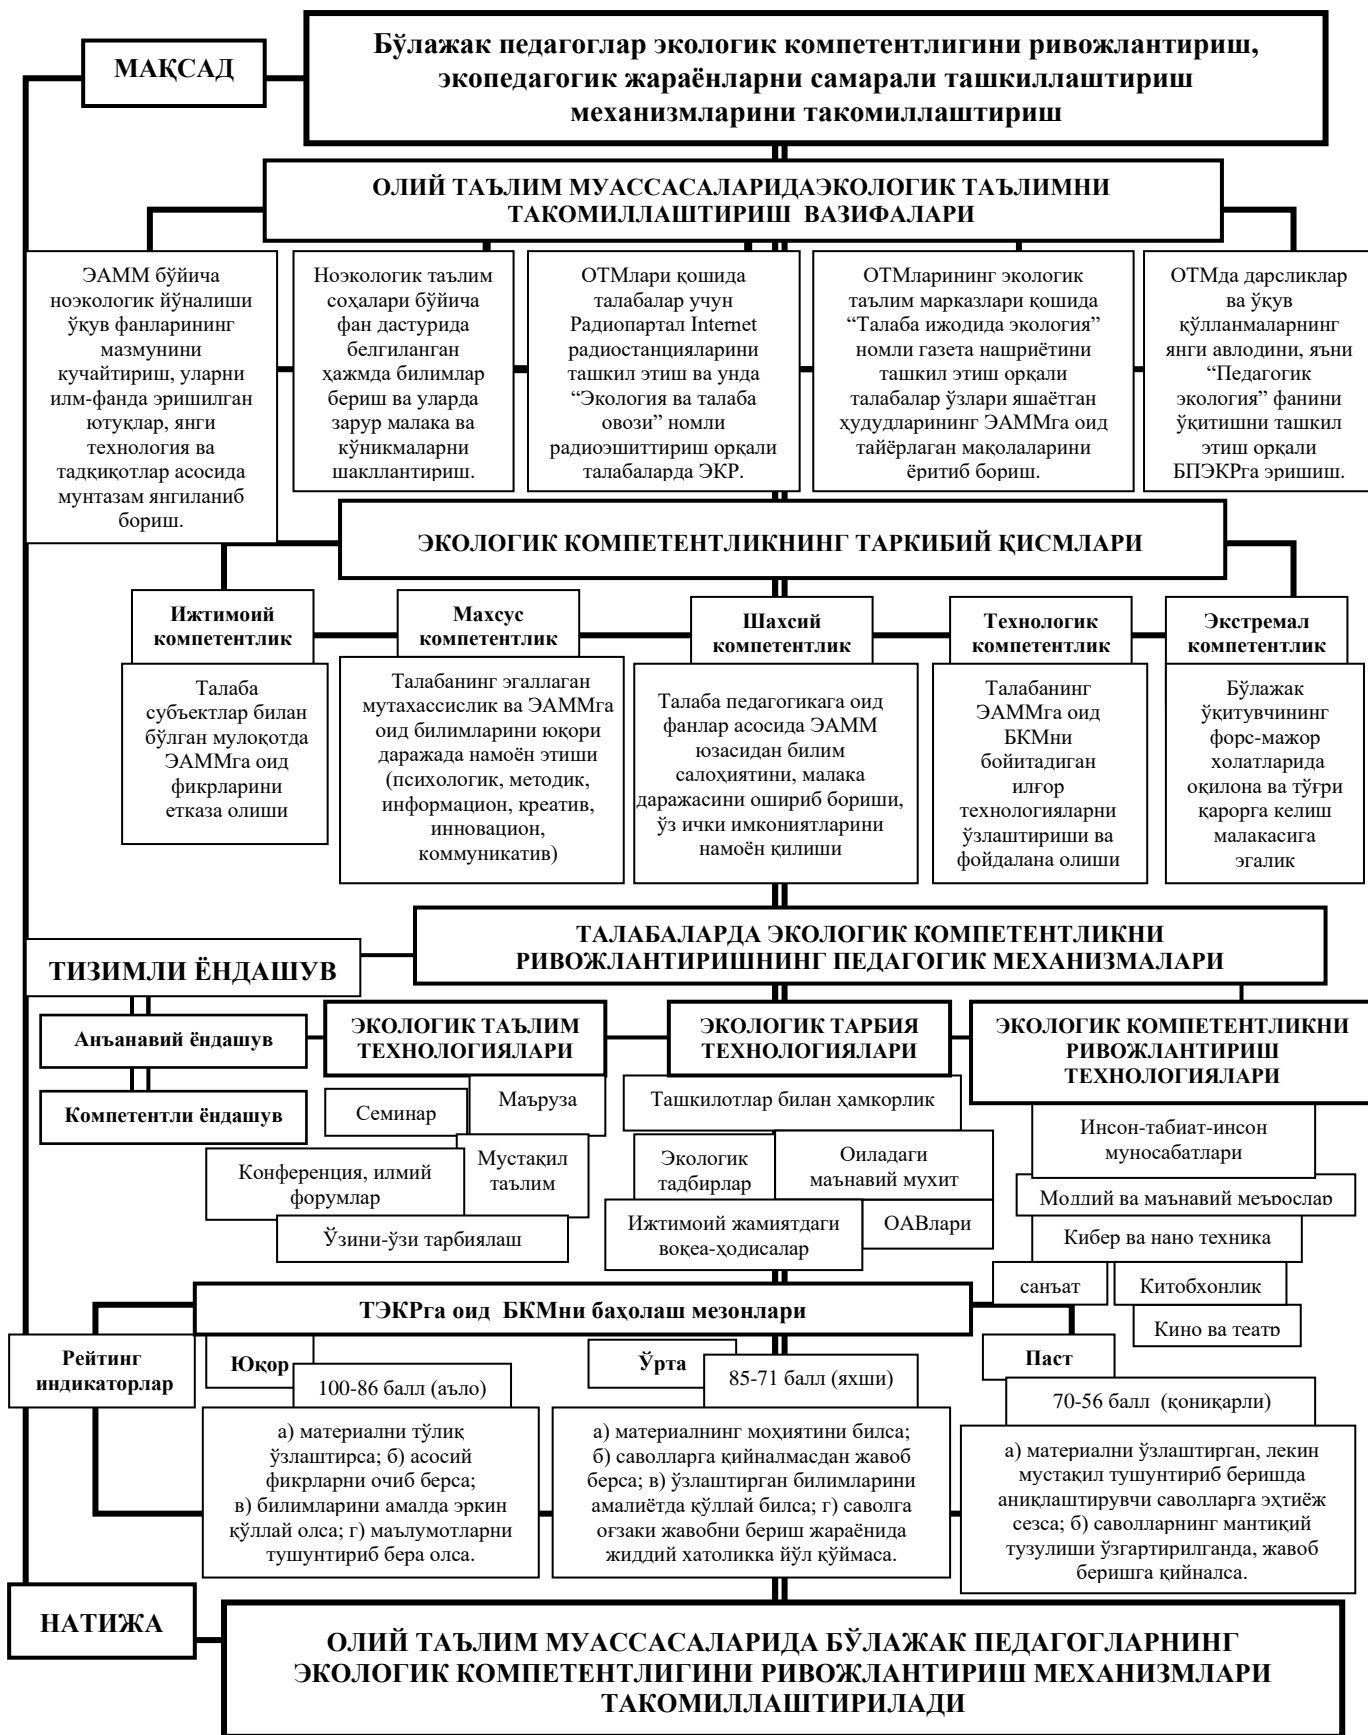 МАҚСАД
Бўлажак педагоглар экологик компетентлигини ривожлантириш,
экопедагогик жараёнларни самарали ташкиллаштириш
механизмларини такомиллаштириш
ОЛИЙ ТАЪЛИМ МУАССАСАЛАРИДАЭКОЛОГИК ТАЪЛИМНИ
ТАКОМИЛЛАШТИРИШ ВАЗИФАЛАРИ
ЭАММ бўйича
ноэкологик йўналиши
ўқув фанларининг
мазмунини
кучайтириш, уларни
илм-фанда эришилган
ютуқлар, янги
технология ва
тадқиқотлар асосида
мунтазам янгиланиб
бориш.
Ноэкологик таълим
соҳалари бўйича
фан дастурида
белгиланган
ҳажмда билимлар
бериш ва уларда
зарур малака ва
кўникмаларни
шакллантириш.
ОТМлари қошида
талабалар учун
Радиопартал Internet
радиостанцияларини
ташкил этиш ва унда
“Экология ва талаба
овози” номли
радиоэшиттириш орқали
талабаларда ЭКР.
ОТМларининг экологик
таълим марказлари қошида
“Талаба ижодида экология”
номли газета нашриётини
ташкил этиш орқали
талабалар ўзлари яшаётган
ҳудудларининг ЭАММга оид
тайёрлаган мақолаларини
ёритиб бориш.
ОТМда дарсликлар
ва ўқув
қўлланмаларнинг
янги авлодини, яъни
“Педагогик
экология” фанини
ўқитишни ташкил
этиш орқали
БПЭКРга эришиш.
ЭКОЛОГИК КОМПЕТЕНТЛИКНИНГ ТАРКИБИЙ ҚИСМЛАРИ
Ижтимоий
компетентлик
Махсус
компетентлик
Шахсий
компетентлик
Технологик
компетентлик
Экстремал
компетентлик
Талаба
субъектлар билан
бўлган мулоқотда
ЭАММга оид
фикрларини
етказа олиши
Талабанинг эгаллаган
мутахассислик ва ЭАММга
оид билимларини юқори
даражада намоён этиши
(психологик, методик,
информацион, креатив,
инновацион,
коммуникатив)
Талаба педагогикага оид
фанлар асосида ЭАММ
юзасидан билим
салоҳиятини, малака
даражасини ошириб бориши,
ўз ички имкониятларини
намоён қилиши
Талабанинг
ЭАММга оид
БКМни
бойитадиган
илғор
технологияларни
ўзлаштириши ва
фойдалана олиши
Бўлажак
ўқитувчининг
форс-мажор
холатларида
оқилона ва тўғри
қарорга келиш
малакасига
эгалик
ТАЛАБАЛАРДА ЭКОЛОГИК КОМПЕТЕНТЛИКНИ
РИВОЖЛАНТИРИШНИНГ ПЕДАГОГИК МЕХАНИЗМАЛАРИ
ТИЗИМЛИ ЁНДАШУВ
Анъанавий ёндашув
Компетентли ёндашув
ЭКОЛОГИК ТАЪЛИМ
ТЕХНОЛОГИЯЛАРИ
ЭКОЛОГИК ТАРБИЯ
ТЕХНОЛОГИЯЛАРИ
ЭКОЛОГИК КОМПЕТЕНТЛИКНИ
РИВОЖЛАНТИРИШ
ТЕХНОЛОГИЯЛАРИ
Семинар
Маъруза
Конференция, илмий
форумлар
Мустақил
таълим
Ўзини-ўзи тарбиялаш
Ташкилотлар билан ҳамкорлик
Экологик
тадбирлар
Оиладаги
маънавий мухит
Ижтимоий жамиятдаги
воқеа-ҳодисалар
ОАВлари
Инсон-табиат-инсон
муносабатлари
Моддий ва маънавий меърослар
Кибер ва нано техника
санъат
Китобхонлик
Кино ва театр
ТЭКРга оид БКМни баҳолаш мезонлари
Рейтинг
индикаторлар
Юқор
100-86 балл (аъло)
Ўрта
85-71 балл (яхши)
Паст
70-56 балл (қониқарли)
а) материални тўлиқ
ўзлаштирса; б) асосий
фикрларни очиб берса;
в) билимларини амалда эркин
қўллай олса; г) маълумотларни
тушунтириб бера олса.
а) материалнинг моҳиятини билса;
б) саволларга қийналмасдан жавоб
берса; в) ўзлаштирган билимларини
амалиётда қўллай билса; г) саволга
оғзаки жавобни бериш жараёнида
жиддий хатоликка йўл қўймаса.
а) материални ўзлаштирган, лекин
мустақил тушунтириб беришда
аниқлаштирувчи саволларга эҳтиёж
сезса; б) саволларнинг мантиқий
тузулиши ўзгартирилганда, жавоб
беришга қийналса.
НАТИЖА
ОЛИЙ ТАЪЛИМ МУАССАСАЛАРИДА БЎЛАЖАК ПЕДАГОГЛАРНИНГ
ЭКОЛОГИК КОМПЕТЕНТЛИГИНИ РИВОЖЛАНТИРИШ МЕХАНИЗМЛАРИ
ТАКОМИЛЛАШТИРИЛАДИ